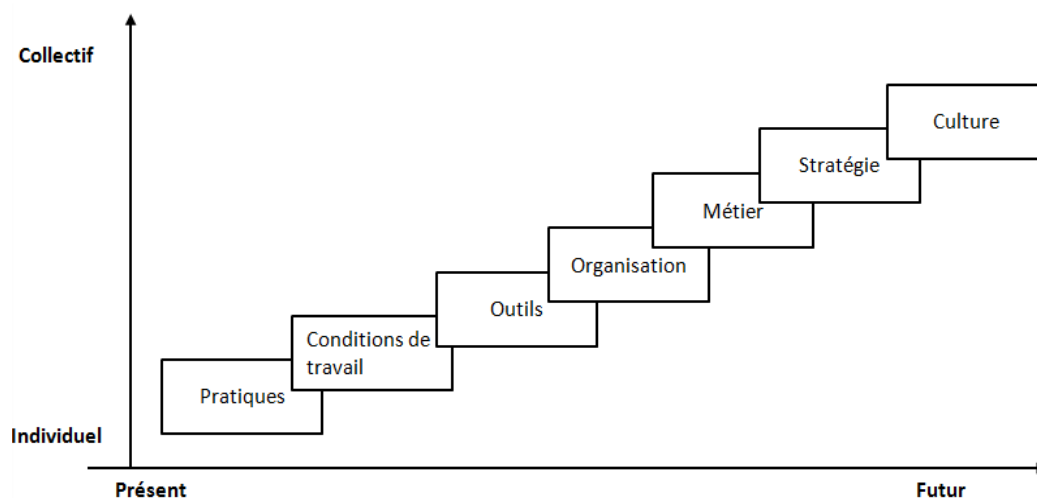 Collectif
Culture
Stratégie
Métier
Organisation
Outils
Conditions de
travail
Pratiques
Individuel
Présent
Futur